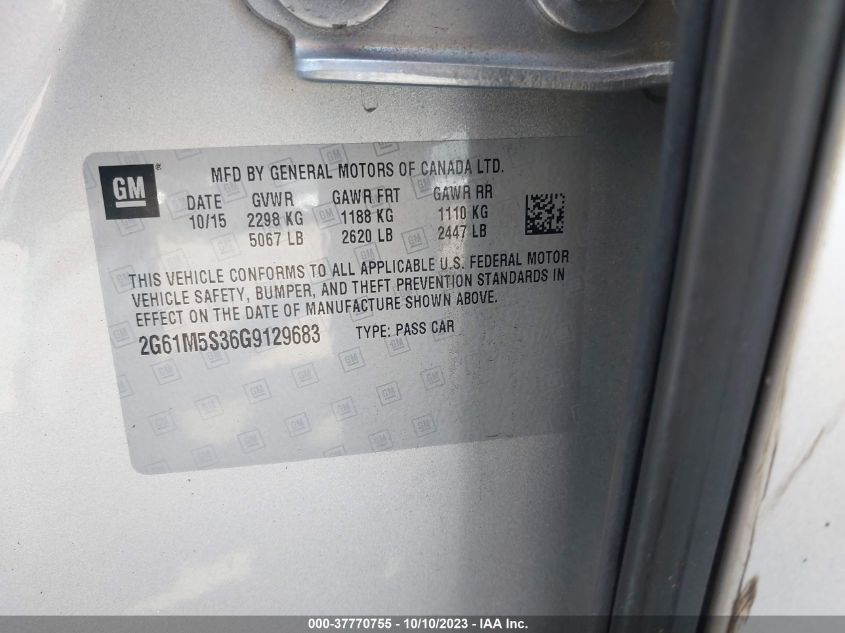 GM
MFD BY GENERAL MOTORS OF CANADA LTD.
DATE GVWR GAWR FRT GAWR RR
10/15 2298 KG 1188 KG 1110 KG
5067 LB 2620 LB 2447 LB
THIS VEHICLE CONFORMS TO ALL APPLICABLE U.S. FEDERAL MOTOR
VEHICLE SAFETY, BUMPER, AND THEFT PREVENTION STANDARDS IN
EFFECT ON THE DATE OF MANUFACTURE SHOWN ABOVE.
2G61M5S36G9129683 TYPE: PASS CAR
000-37770755 - 10/10/2023 - IAA Inc.